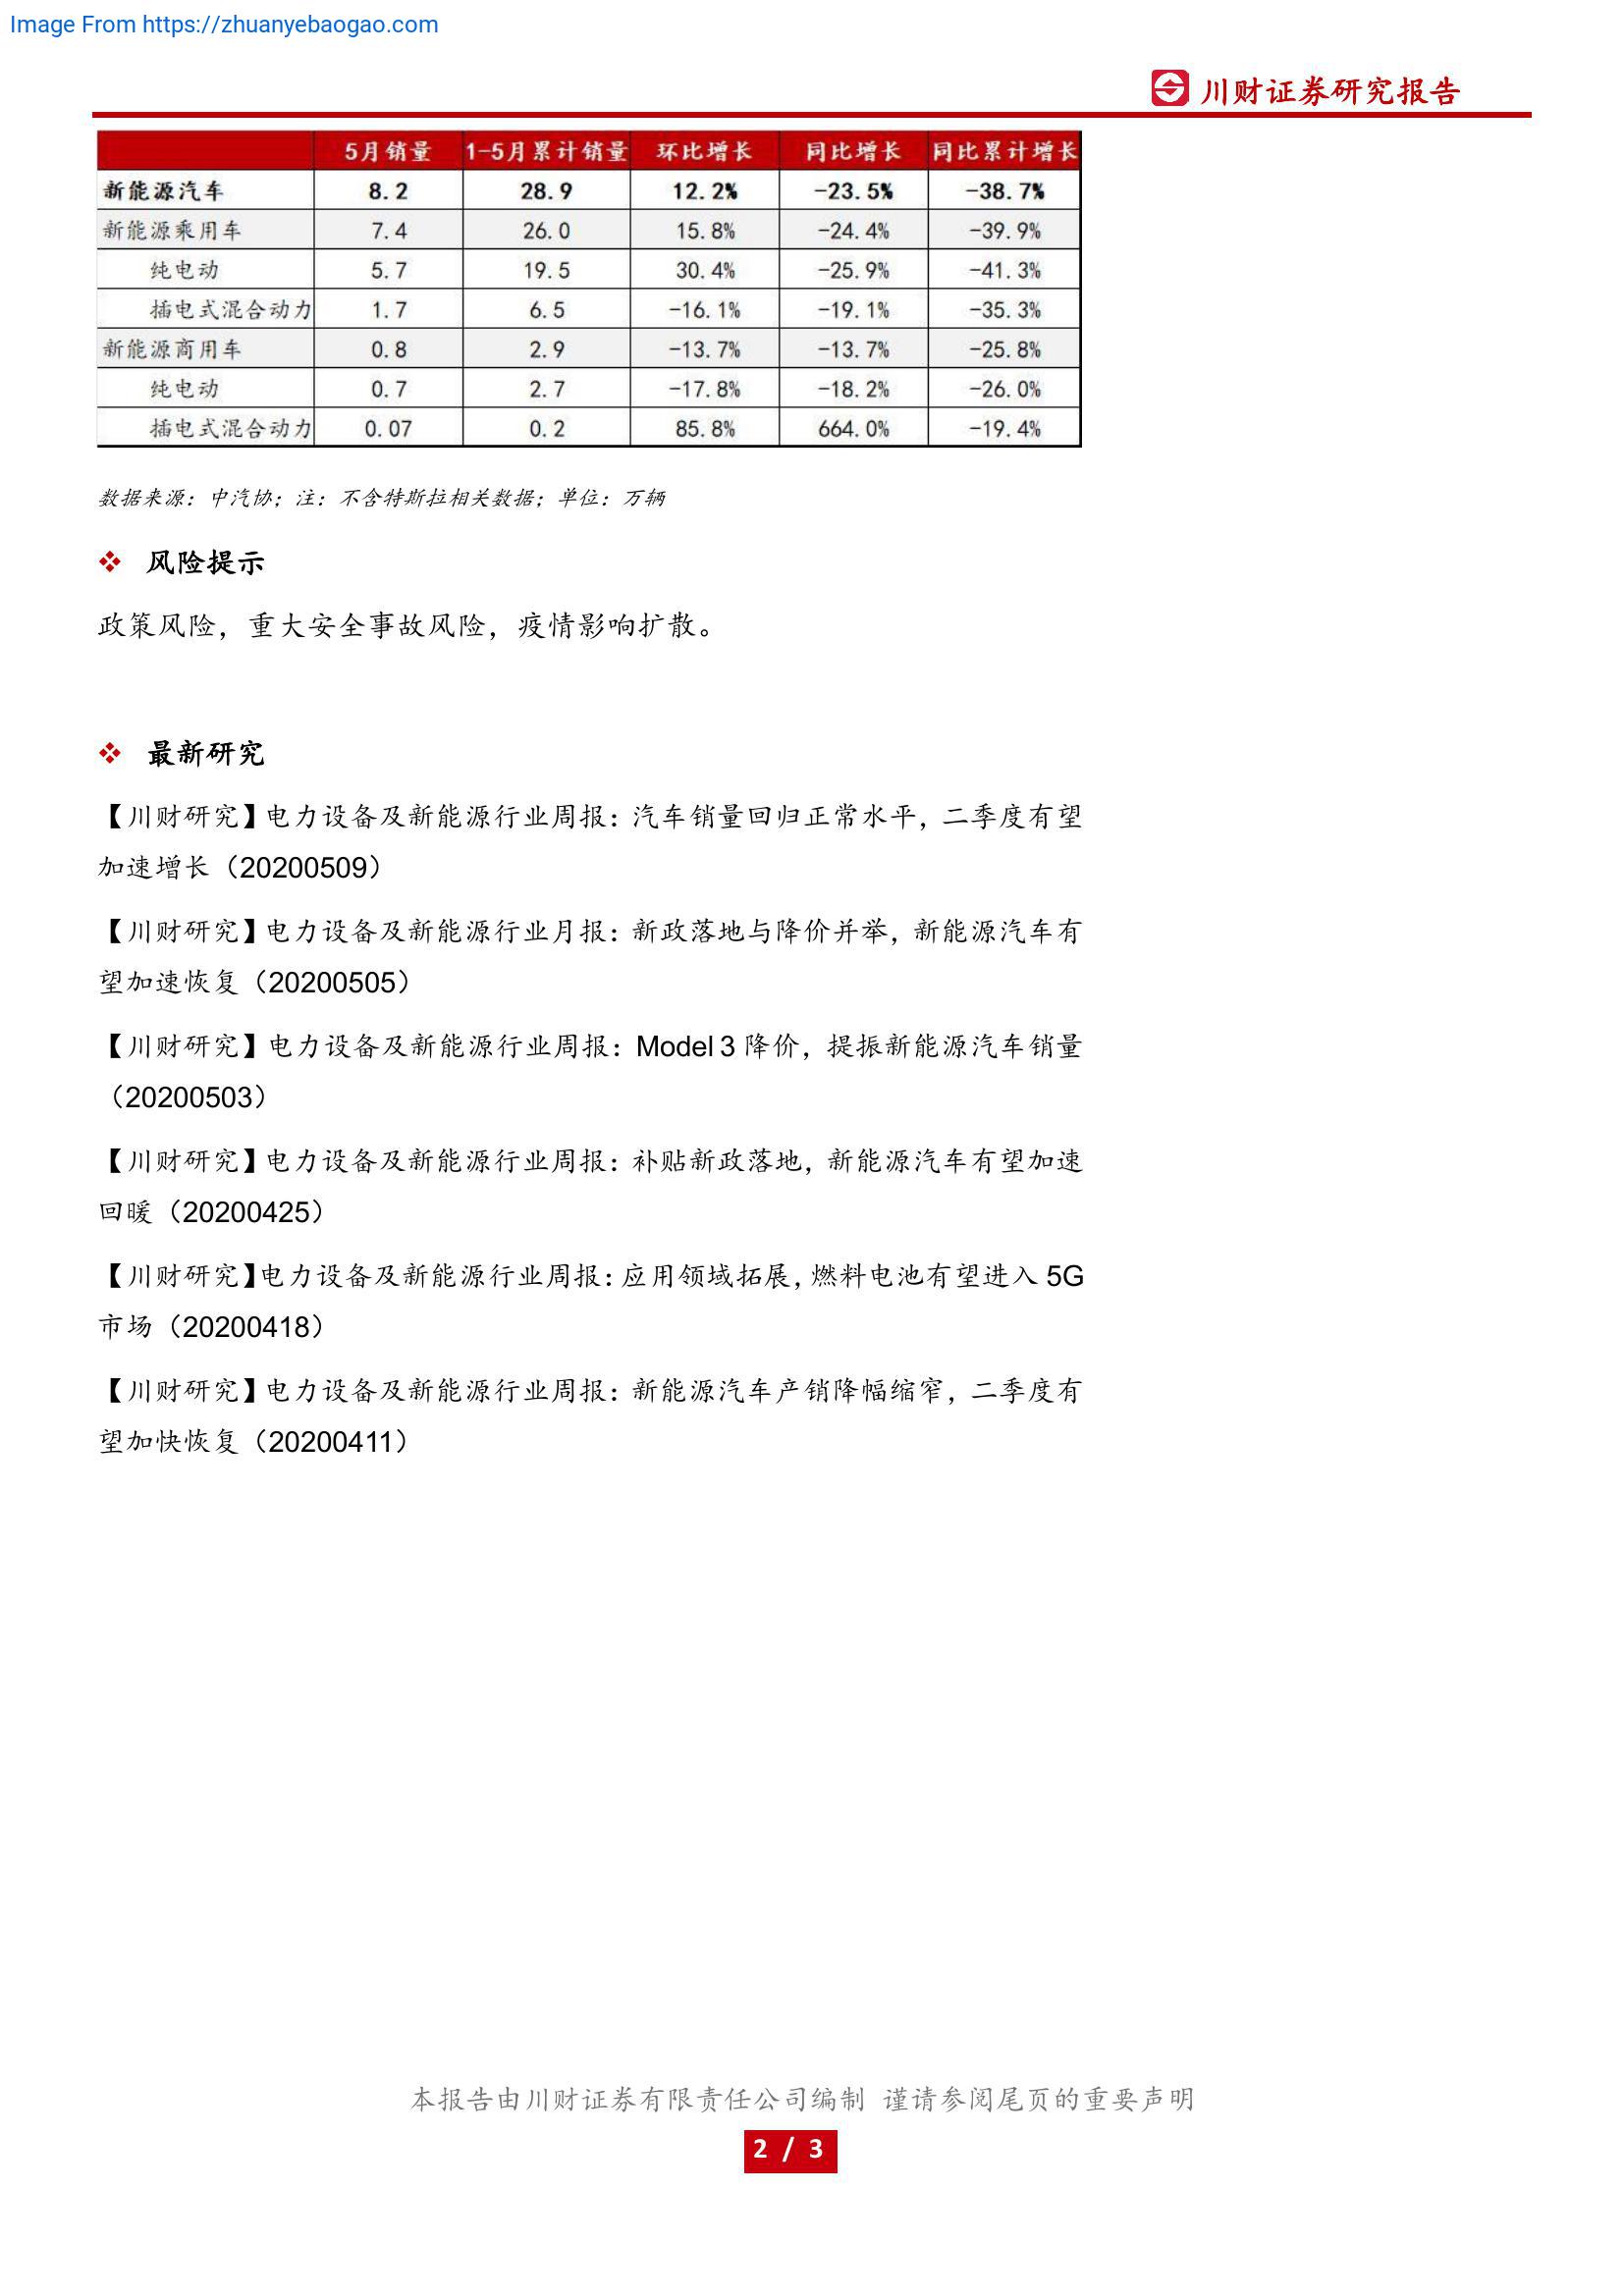 Image From https://zhuanyebaogao.com
川财证券研究报告
5月销量 1-5月累计销量 环比增长 同比增长 同比累计增长
新能源汽车 8.2 28.9 12.2% -23.5% -38.7%
新能源乘用车 7.4 26.0 15.8% -24.4% -39.9%
纯电动 5.7 19.5 30.4% -25.9% -41.3%
插电式混合动力 1.7 6.5 -16.1% -19.1% -35.3%
新能源商用车 0.8 2.9 -13.7% -13.7% -25.8%
纯电动 0.7 2.7 -17.8% -18.2% -26.0%
插电式混合动力 0.07 0.2 85.8% 664.0% -19.4%
数据来源：中汽协；注：不含特斯拉相关数据；单位：万辆
❖ 风险提示
政策风险，重大安全事故风险，疫情影响扩散。
❖ 最新研究
【川财研究】电力设备及新能源行业周报：汽车销量回归正常水平，二季度有望
加速增长（20200509）
【川财研究】电力设备及新能源行业月报：新政落地与降价并举，新能源汽车有
望加速恢复（20200505）
【川财研究】电力设备及新能源行业周报：Model 3 降价，提振新能源汽车销量
（20200503）
【川财研究】电力设备及新能源行业周报：补贴新政落地，新能源汽车有望加速
回暖（20200425）
【川财研究】电力设备及新能源行业周报：应用领域拓展，燃料电池有望进入 5G
市场（20200418）
【川财研究】电力设备及新能源行业周报：新能源汽车产销降幅缩窄，二季度有
望加快恢复（20200411）
本报告由川财证券有限责任公司编制 谨请参阅尾页的重要声明
2 / 3